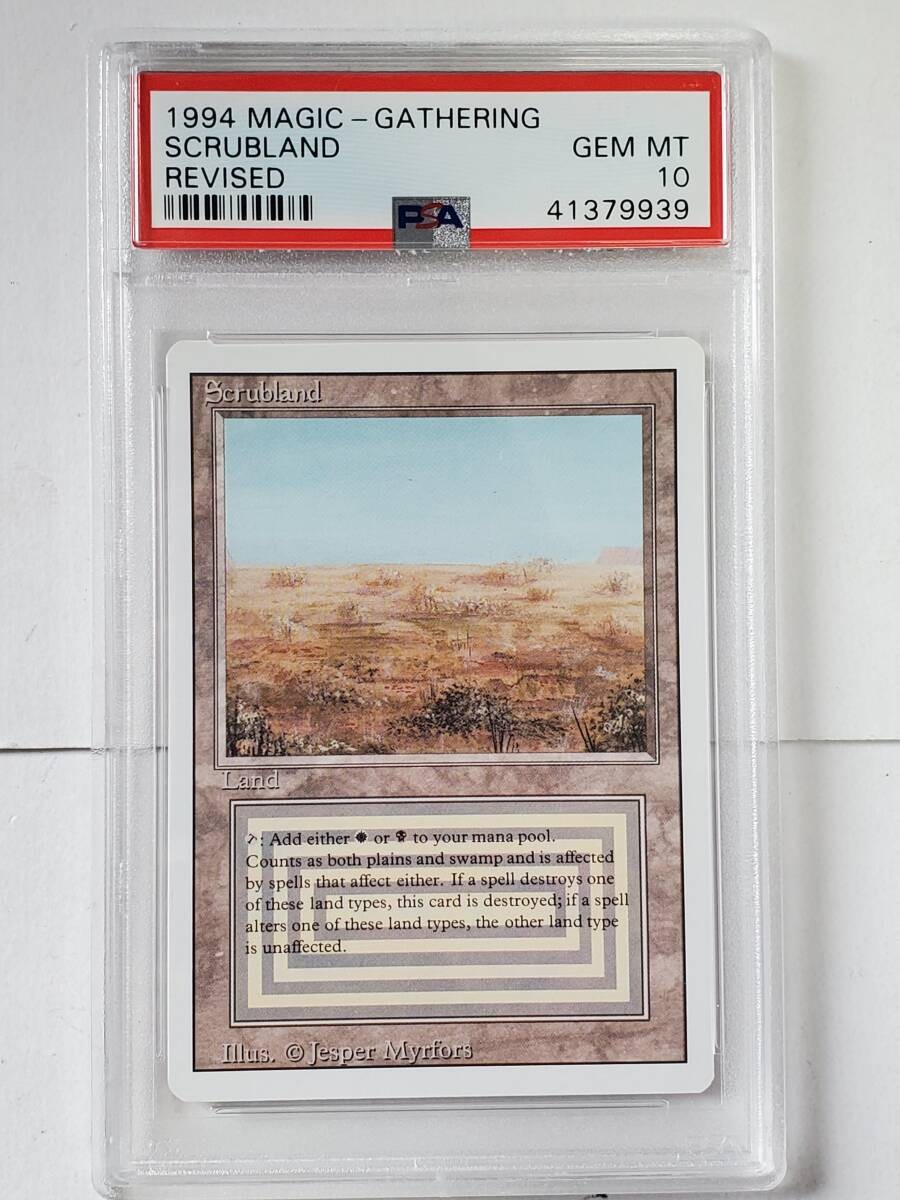 1994 MAGIC – GATHERING
SCRUBLAND GEM MT
REVISED 10
PSA 41379939
Scrubland
Land
: Add either or to your mana pool.
Counts as both plains and swamp and is affected
by spells that affect either. If a spell destroys one
of these land types, this card is destroyed; if a spell
alters one of these land types, the other land type
is unaffected.
Illus. © Jesper Myrfors